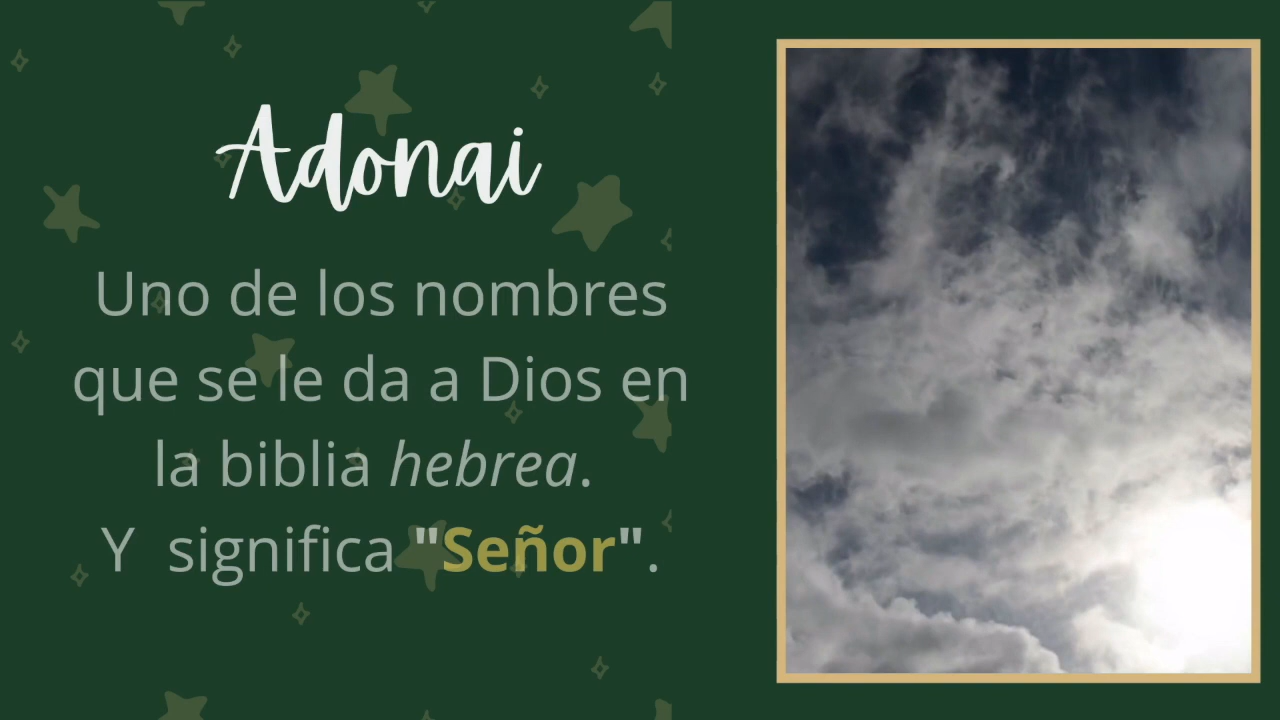 Adonai
Uno de los nombres
que se le da a Dios en
la biblia hebrea.
Y significa "Señor".